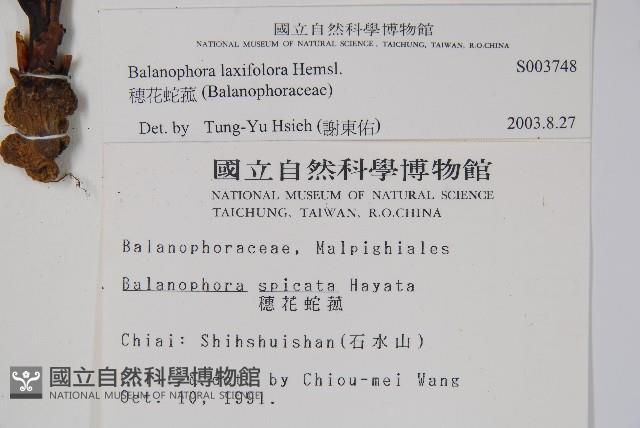 國立自然科學博物館
NATIONAL MUSEUM OF NATURAL SCIENCE, TAICHUNG, TAIWAN, R.O.CHINA
Balanophora laxifolora Hemsl. S003748
穗花蛇菰(Balanophoraceae)
Det. by Tung-Yu Hsieh (謝東佑) 2003.8.27
國立自然科學博物館
NATIONAL MUSEUM OF NATURAL SCIENCE
TAICHUNG, TAIWAN, R.O.CHINA
Balanophoraceae, Malpighiales
Balanophora spicata Hayata
穗花蛇菰
Chiai: Shihshuishan(石水山)
by Chiou-mei Wang
Oct. 10, 1991.
國立自然科學博物館
NATIONAL MUSEUM OF NATURAL SCIENCE